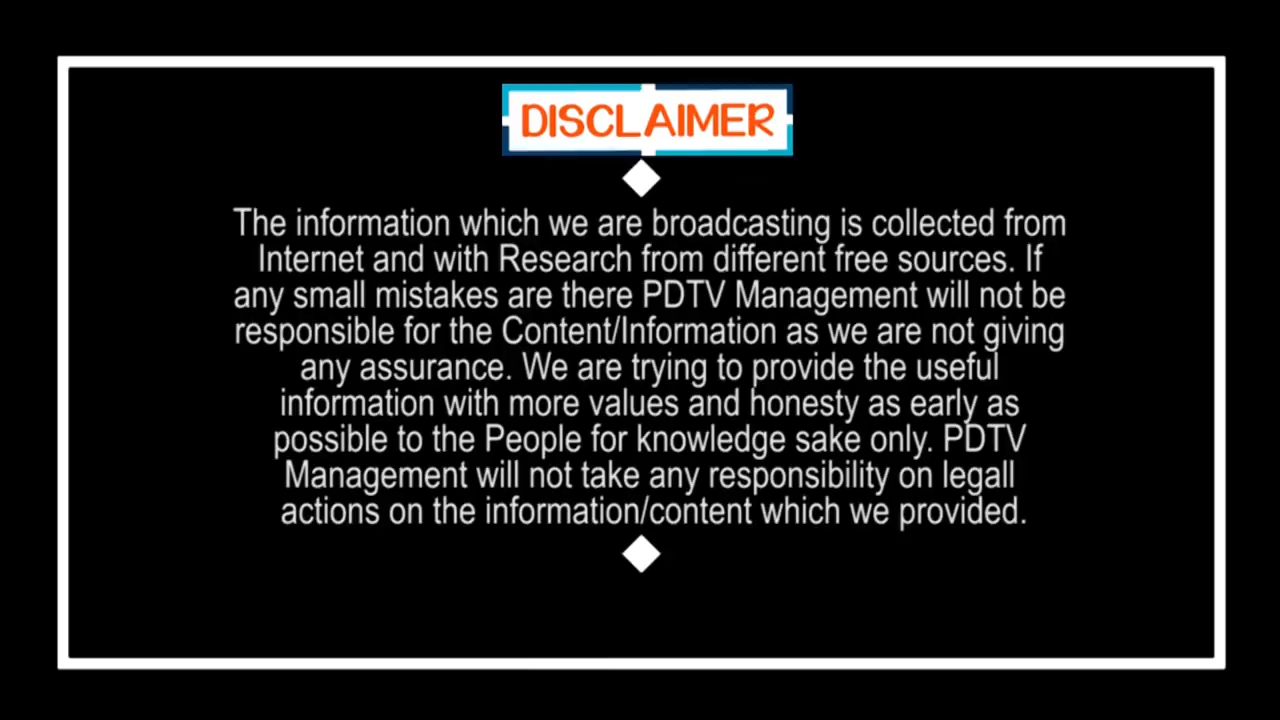 DISCLAIMER
The information which we are broadcasting is collected from
Internet and with Research from different free sources. If
any small mistakes are there PDTV Management will not be
responsible for the Content/Information as we are not giving
any assurance. We are trying to provide the useful
information with more values and honesty as early as
possible to the People for knowledge sake only. PDTV
Management will not take any responsibility on legall
actions on the information/content which we provided.